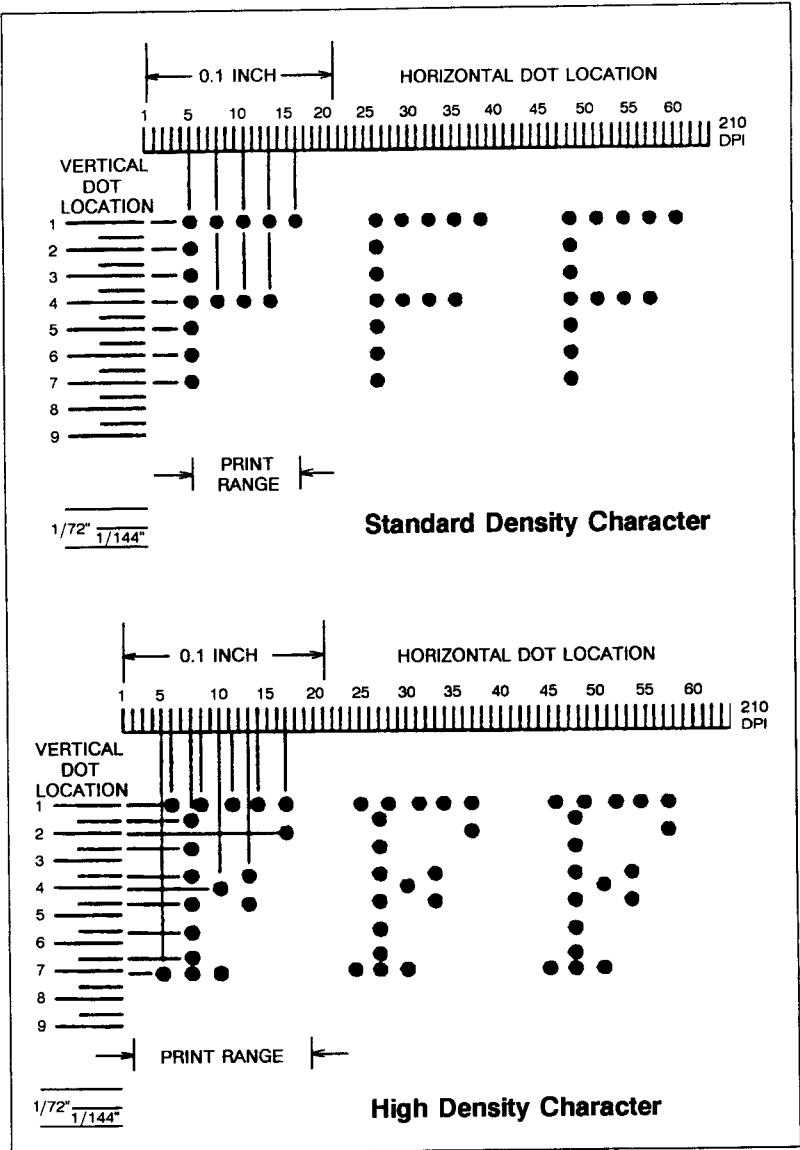 0.1 INCH HORIZONTAL DOT LOCATION
1 5 10 15 20 25 30 35 40 45 50 55 60 210
DPI
VERTICAL
DOT
LOCATION
1
2
3
4
5
6
7
8
9
PRINT
RANGE
1/72" 1/144"
Standard Density Character
0.1 INCH HORIZONTAL DOT LOCATION
1 5 10 15 20 25 30 35 40 45 50 60 210
DPI
VERTICAL
DOT
LOCATION
1
2
3
4
5
6
7
8
9
PRINT RANGE
1/72" 1/144"
High Density Character